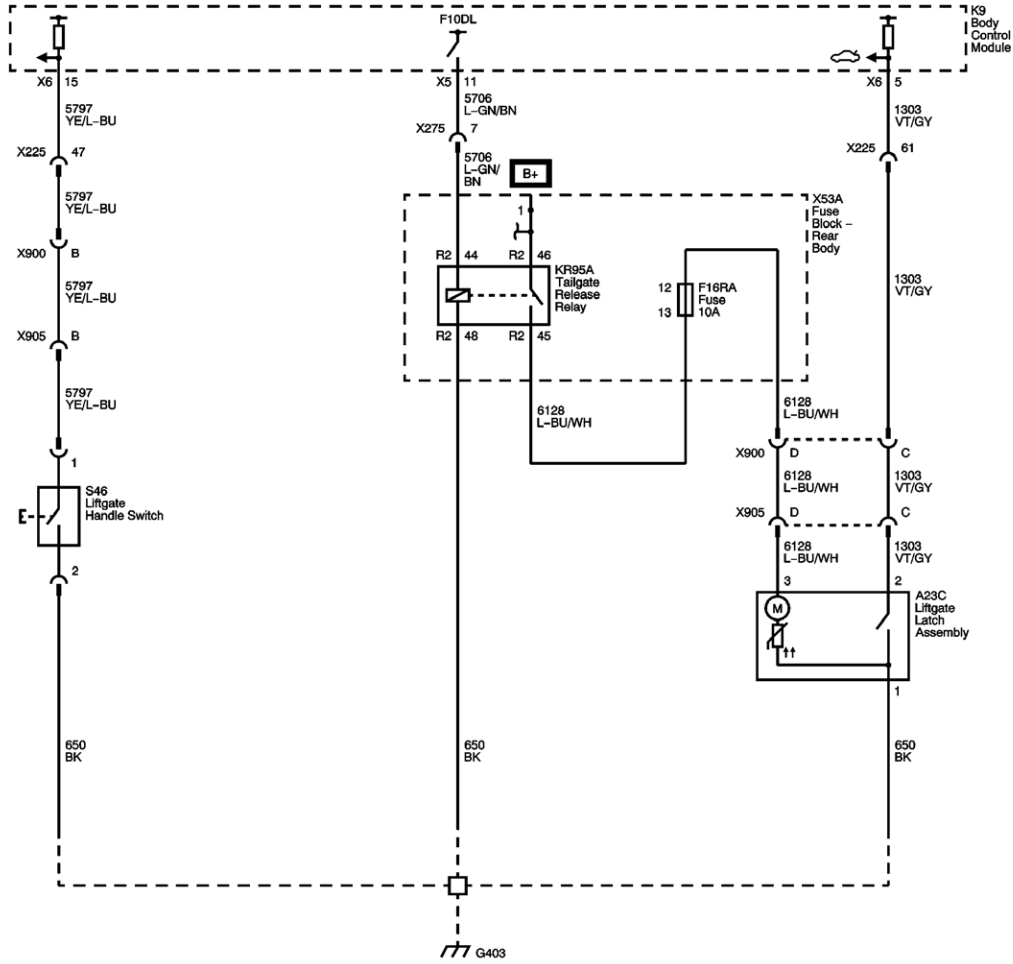 F10DL
K9
Body
Control
Module
X6 15
X5 11
X6 5
5797
YE/L-BU
5706
L-GN/BN
1303
VT/GY
X275 7
X225 47
5706
L-GN/
BN
B+
X225 61
5797
YE/L-BU
1
X53A
Fuse
Block –
Rear
Body
X900 B
R2 44
R2 46
KR95A
Tailgate
Release
Relay
5797
YE/L-BU
12
13
F16RA
Fuse
10A
1303
VT/GY
X905 B
R2 48
R2 45
5797
YE/L-BU
6128
L-BU/WH
6128
L-BU/WH
1
X900 D C
S46
Liftgate
Handle Switch
E
6128
L-BU/WH
1303
VT/GY
X905 D C
6128
L-BU/WH
1303
VT/GY
2
3
2
M
A23C
Liftgate
Latch
Assembly
1
650
BK
650
BK
650
BK
G403